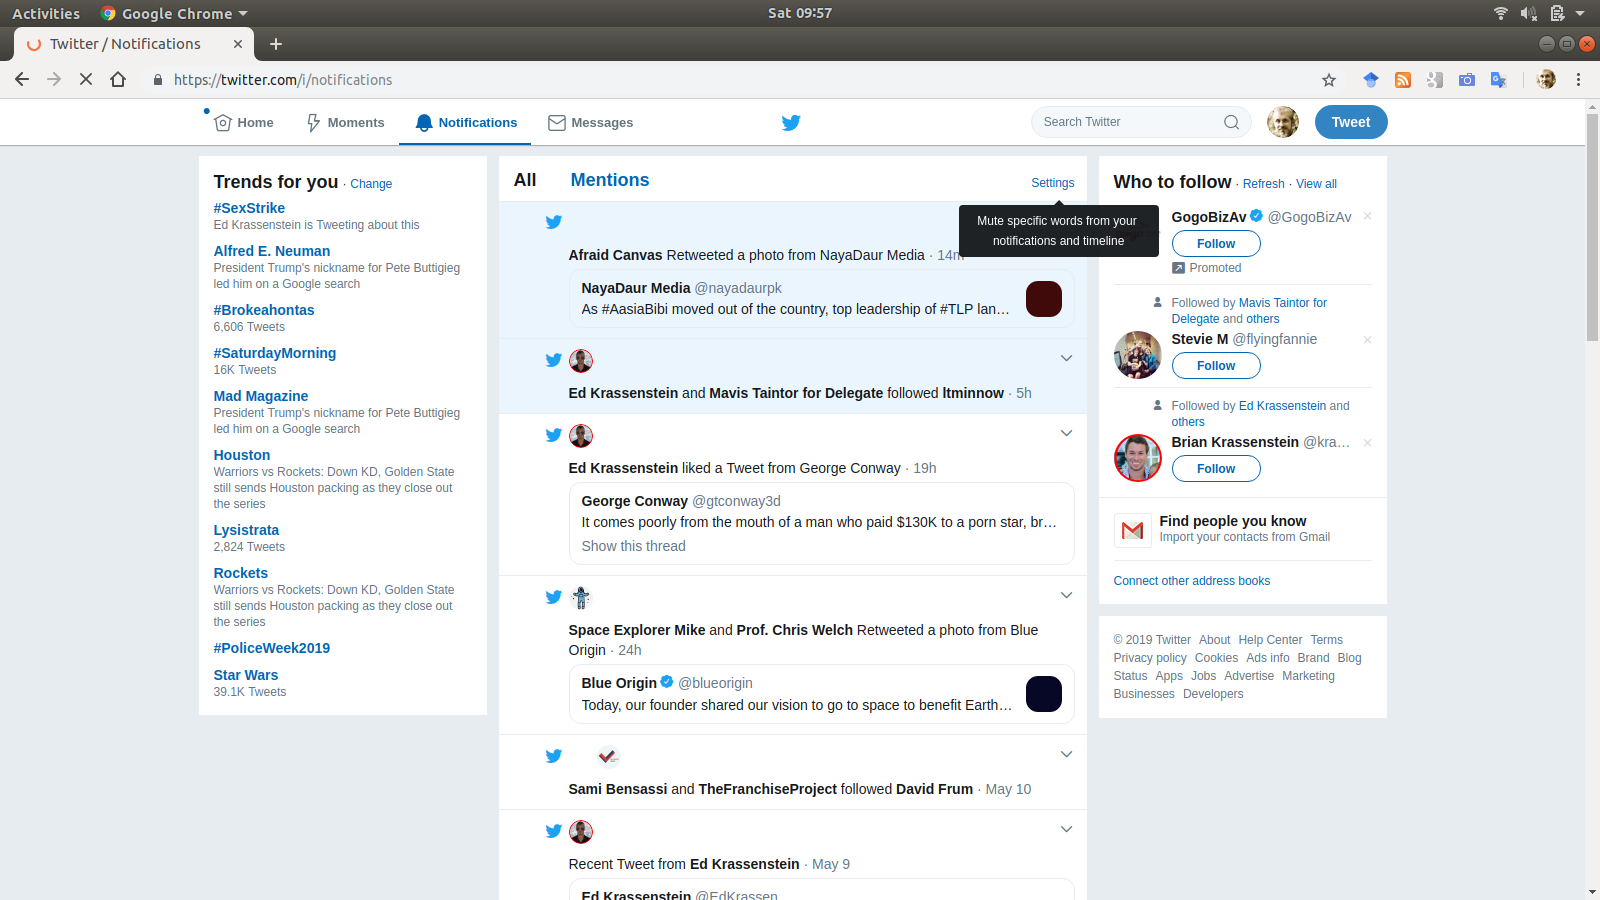 Activities
Google Chrome
Sat 09:57
Twitter / Notifications
https://twitter.com/i/notifications
Home
Moments
Notifications
Messages
Search Twitter
Tweet
Trends for you · Change
#SexStrike
Ed Krassenstein is Tweeting about this
Alfred E. Neuman
President Trump's nickname for Pete Buttigieg
led him on a Google search
#Brokeahontas
6,606 Tweets
#SaturdayMorning
16K Tweets
Mad Magazine
President Trump's nickname for Pete Buttigieg
led him on a Google search
Houston
Warriors vs Rockets: Down KD, Golden State
still sends Houston packing as they close out
the series
Lysistrata
2,824 Tweets
Rockets
Warriors vs Rockets: Down KD, Golden State
still sends Houston packing as they close out
the series
#PoliceWeek2019
Star Wars
39.1K Tweets
All
Mentions
Settings
Mute specific words from your
notifications and timeline
Afraid Canvas Retweeted a photo from NayaDaur Media · 14m
NayaDaur Media @nayadaurpk
As #AasiaBibi moved out of the country, top leadership of #TLP lan…
Ed Krassenstein and Mavis Taintor for Delegate followed ltminnow · 5h
Ed Krassenstein liked a Tweet from George Conway · 19h
George Conway @gtconway3d
It comes poorly from the mouth of a man who paid $130K to a porn star, br…
Show this thread
Space Explorer Mike and Prof. Chris Welch Retweeted a photo from Blue
Origin · 24h
Blue Origin @blueorigin
Today, our founder shared our vision to go to space to benefit Earth…
Sami Bensassi and TheFranchiseProject followed David Frum · May 10
Recent Tweet from Ed Krassenstein · May 9
Ed Krassenstein @EdKrassen
Who to follow · Refresh · View all
GogoBizAv @GogoBizAv
Follow
Promoted
Followed by Mavis Taintor for
Delegate and others
Stevie M @flyingfannie
Follow
Followed by Ed Krassenstein and
others
Brian Krassenstein @kra…
Follow
Find people you know
Import your contacts from Gmail
Connect other address books
© 2019 Twitter About Help Center Terms
Privacy policy Cookies Ads info Brand Blog
Status Apps Jobs Advertise Marketing
Businesses Developers